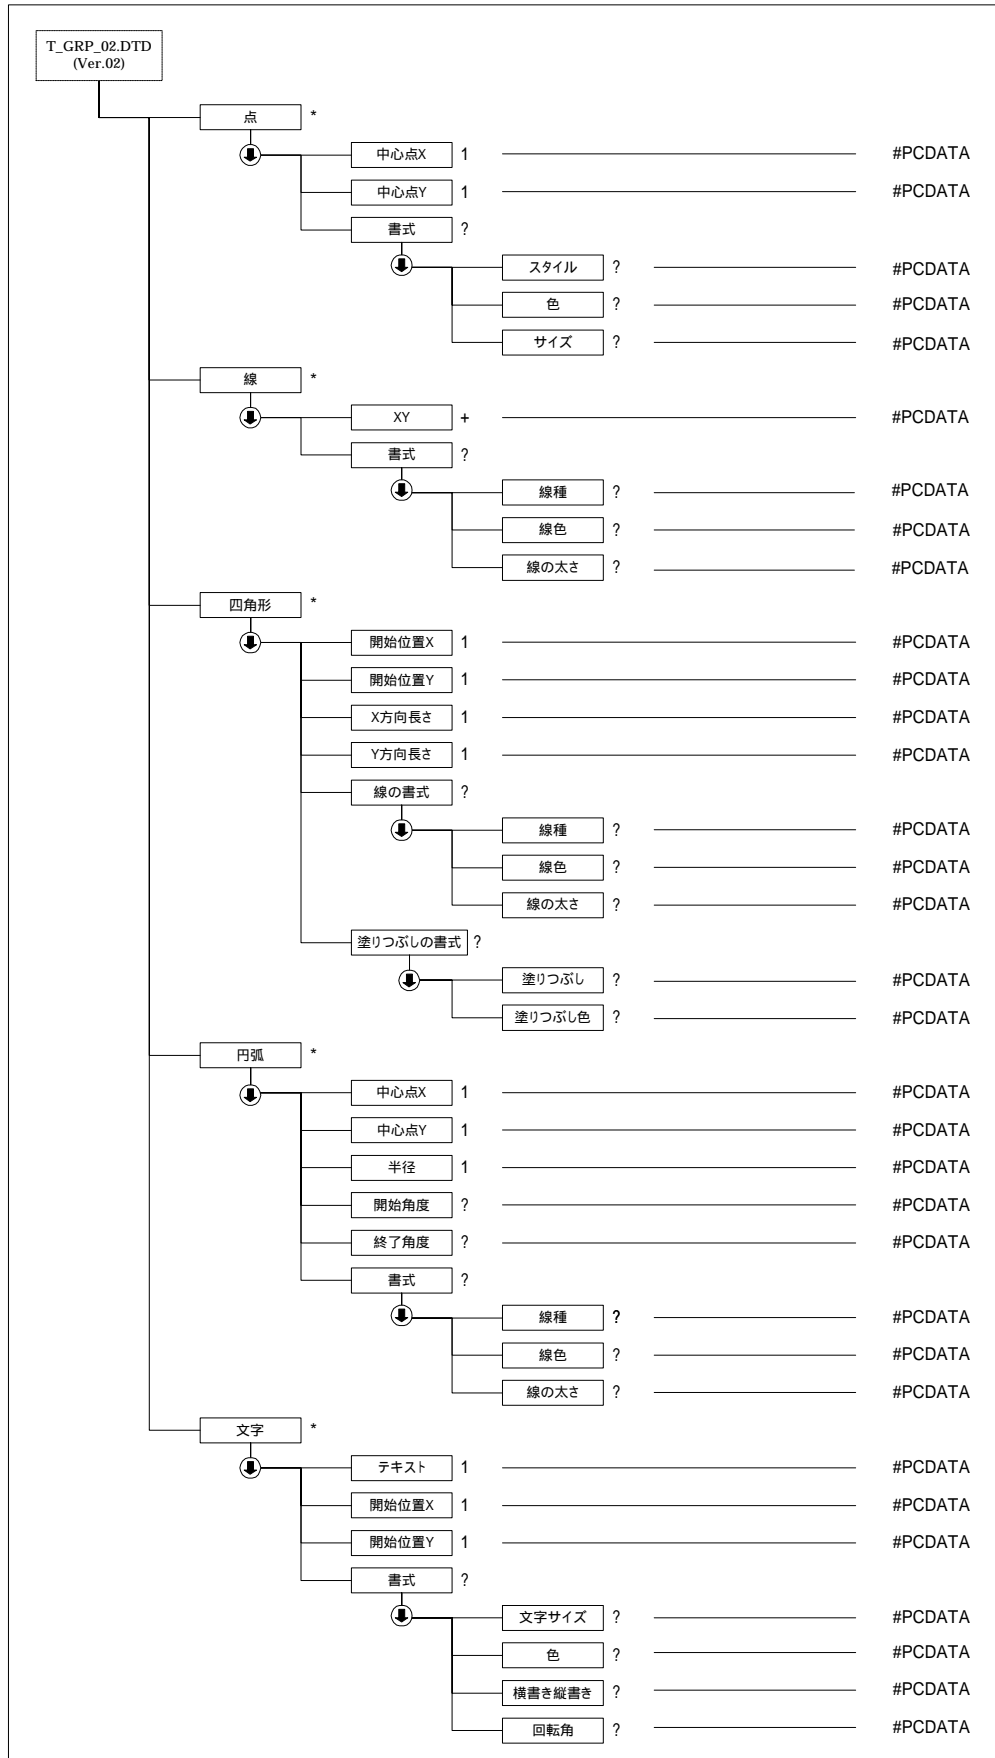 T_GRP_02.DTD
(Ver.02)
点 *
中心点X 1 #PCDATA
中心点Y 1 #PCDATA
書式 ?
スタイル ? #PCDATA
色 ? #PCDATA
サイズ ? #PCDATA
線 *
XY + #PCDATA
書式 ?
線種 ? #PCDATA
線色 ? #PCDATA
線の太さ ? #PCDATA
四角形 *
開始位置X 1 #PCDATA
開始位置Y 1 #PCDATA
X方向長さ 1 #PCDATA
Y方向長さ 1 #PCDATA
線の書式 ?
線種 ? #PCDATA
線色 ? #PCDATA
線の太さ ? #PCDATA
塗りつぶしの書式 ?
塗りつぶし ? #PCDATA
塗りつぶし色 ? #PCDATA
円弧 *
中心点X 1 #PCDATA
中心点Y 1 #PCDATA
半径 1 #PCDATA
開始角度 ? #PCDATA
終了角度 ? #PCDATA
書式 ?
線種 ? #PCDATA
線色 ? #PCDATA
線の太さ ? #PCDATA
文字 *
テキスト 1 #PCDATA
開始位置X 1 #PCDATA
開始位置Y 1 #PCDATA
書式 ?
文字サイズ ? #PCDATA
色 ? #PCDATA
横書き縦書き ? #PCDATA
回転角 ? #PCDATA